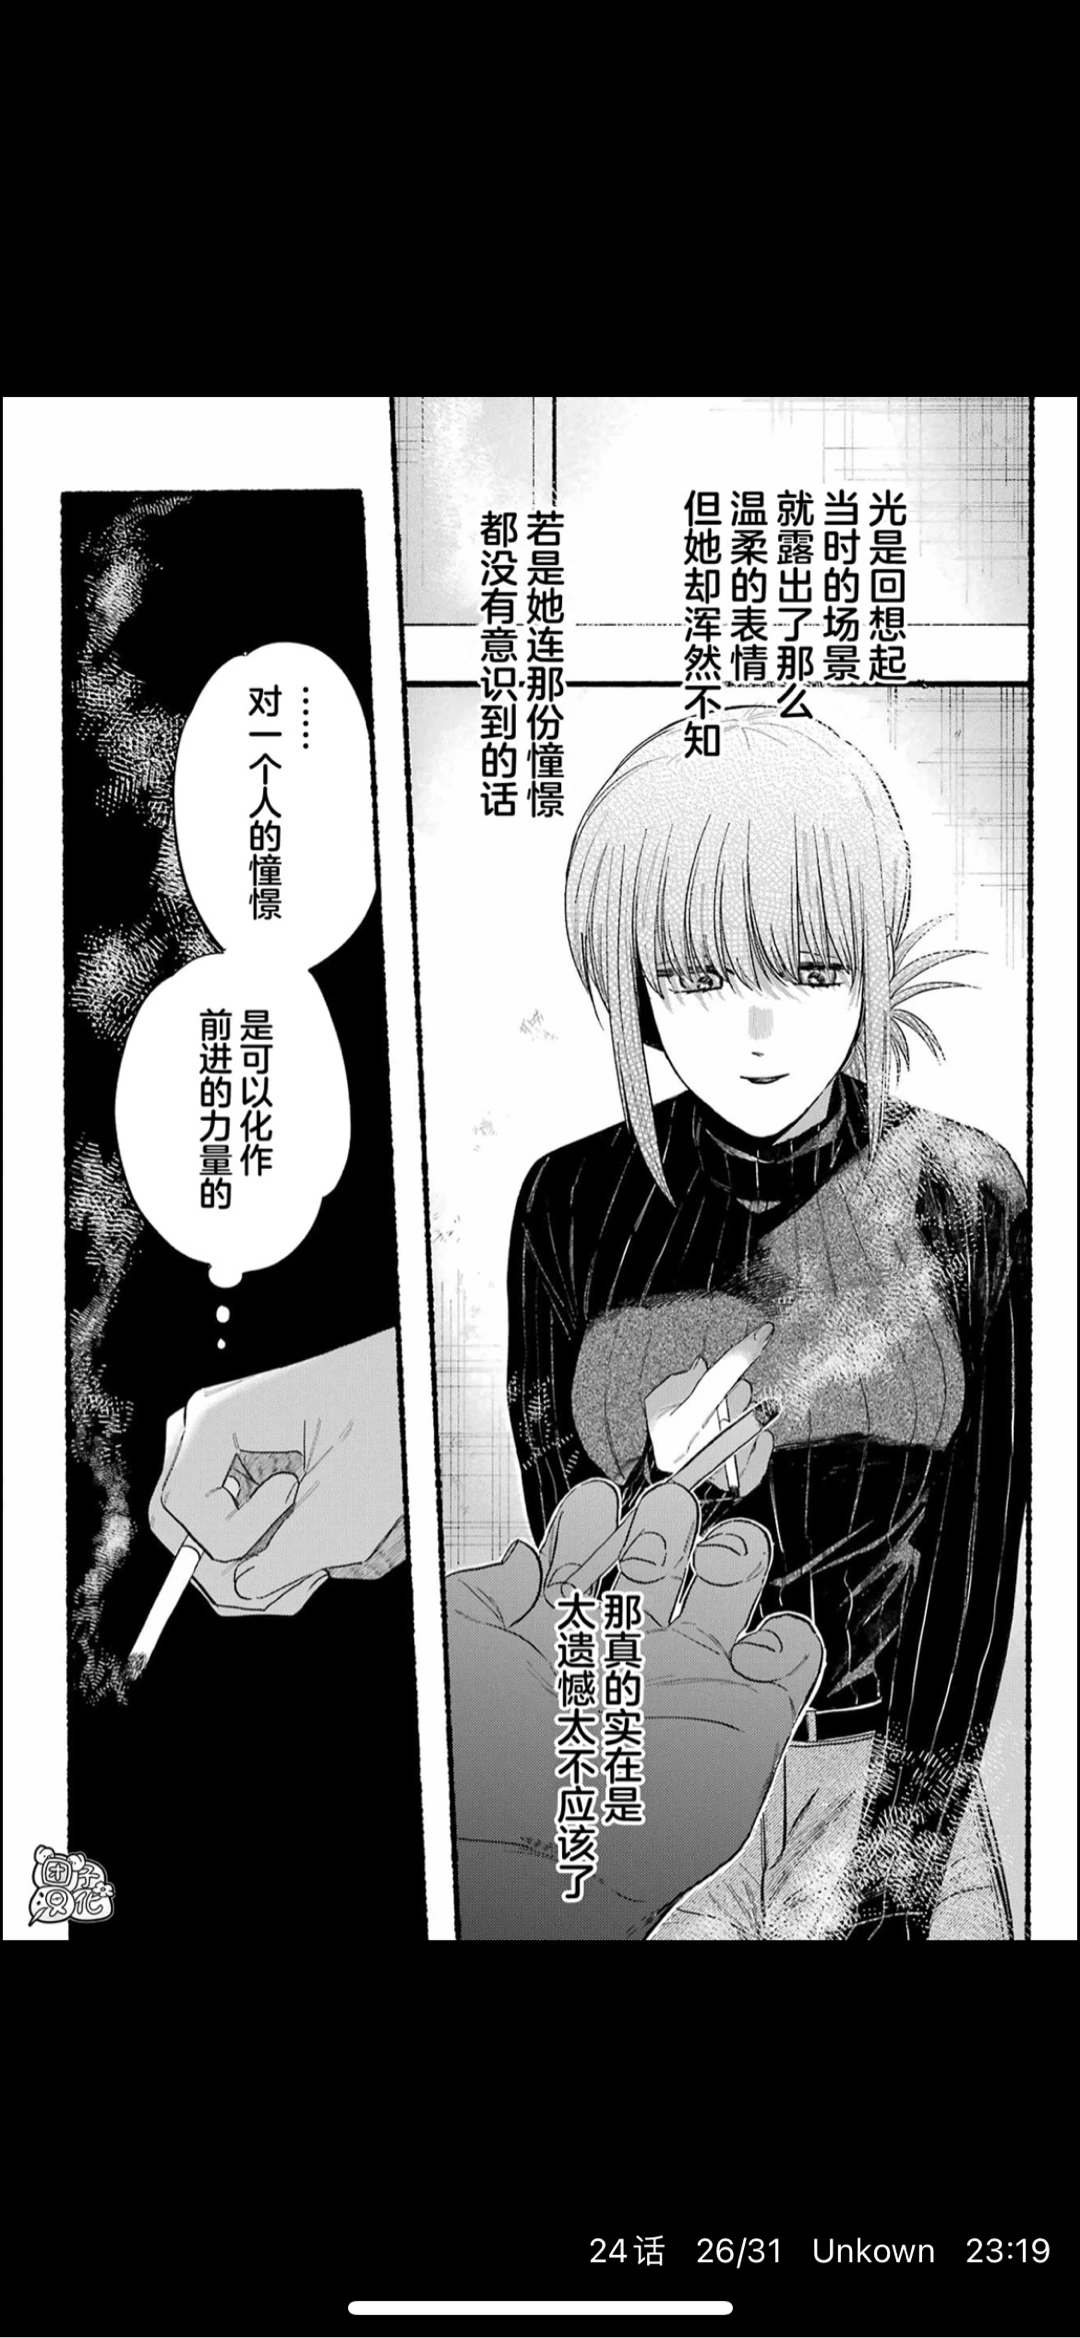 光是回想起
当时的场景
就露出了那么
温柔的表情
但她却浑然不知
若是她连那份憧憬
都没有意识到的话
那真的实在是
太遗憾太不应该了
……
对一个人的憧憬
是可以化作
前进的力量的
团子汉化
24话 26/31 Unkown 23:19